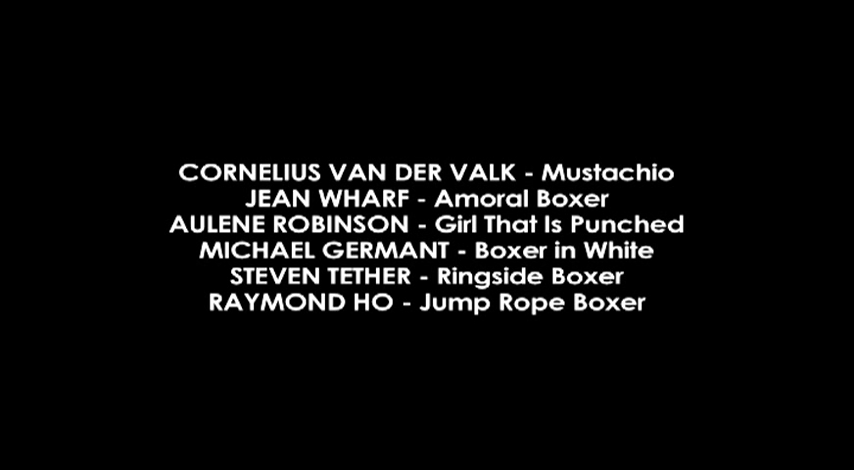 CORNELIUS VAN DER VALK - Mustachio
JEAN WHARF - Amoral Boxer
AULENE ROBINSON - Girl That Is Punched
MICHAEL GERMANT - Boxer in White
STEVEN TETHER - Ringside Boxer
RAYMOND HO - Jump Rope Boxer